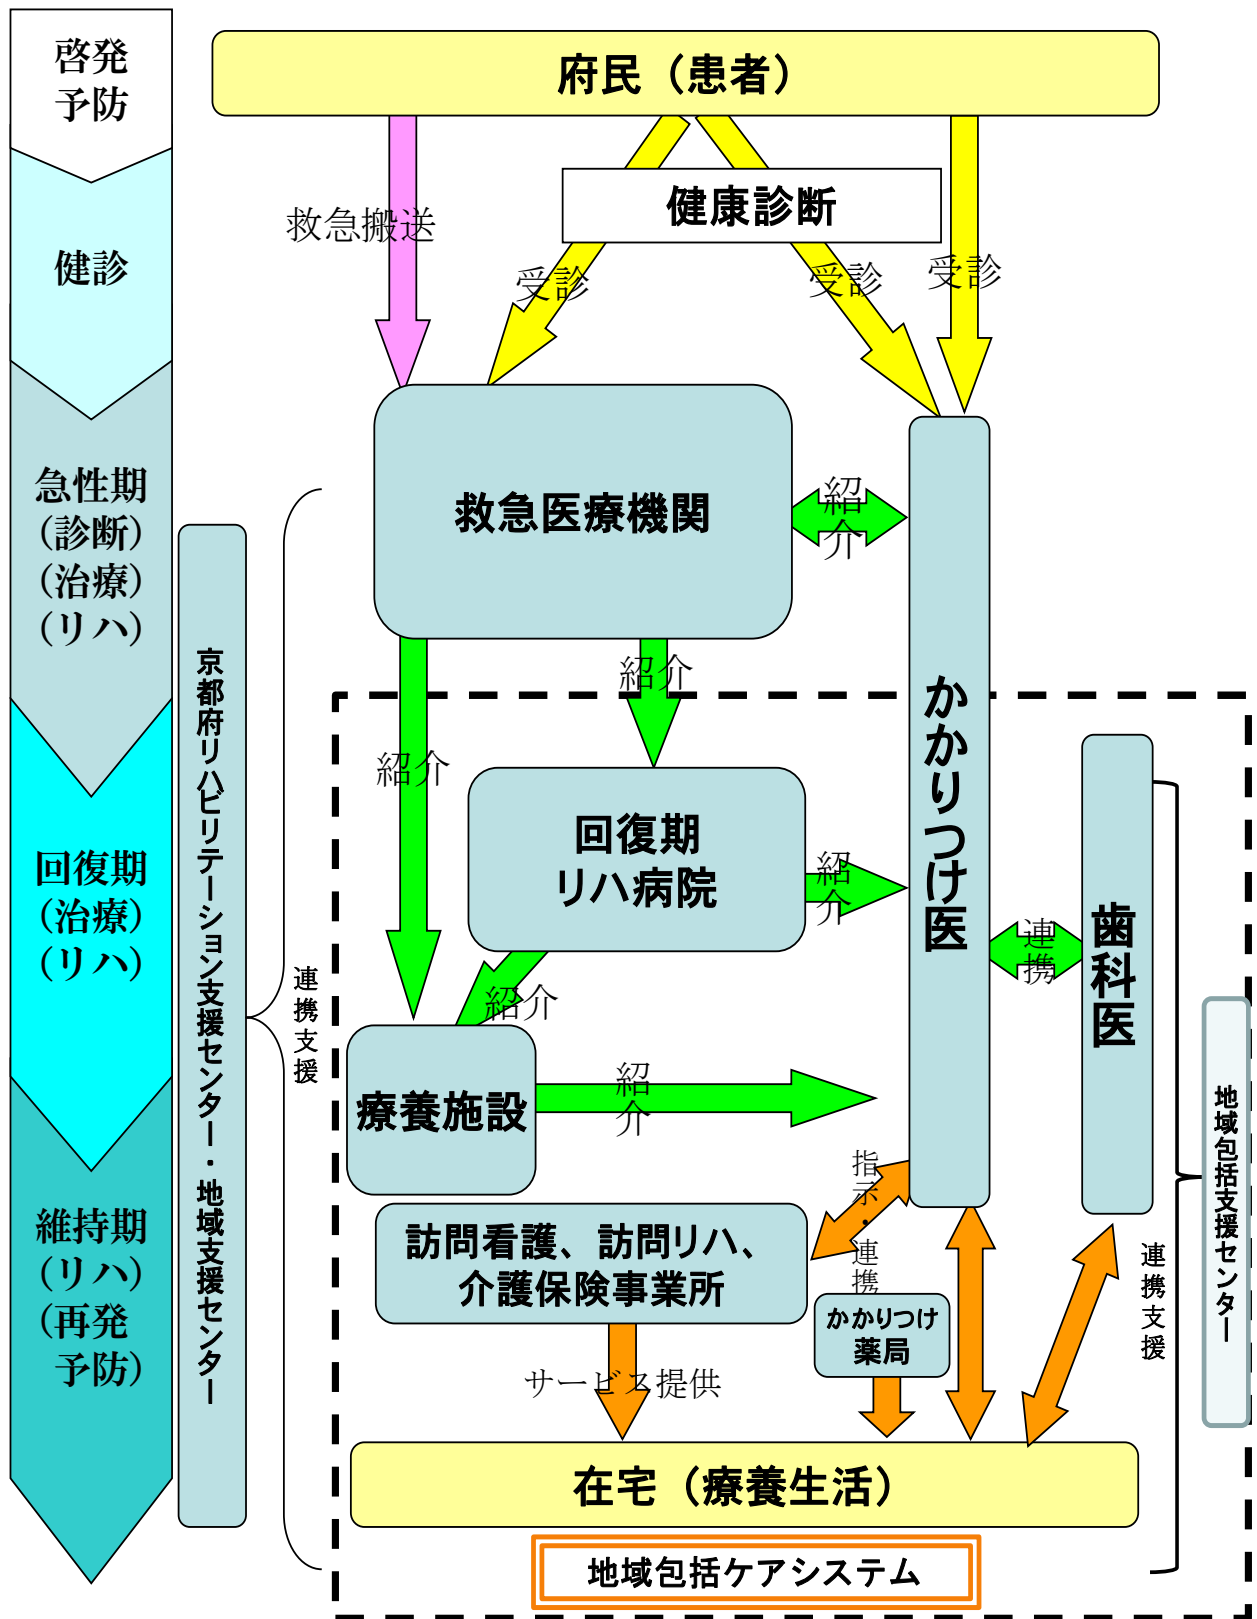 啓発
予防
健診
急性期
（診断）
（治療）
（リハ）
回復期
（治療）
（リハ）
維持期
（リハ）
（再発
予防）
京都府リハビリテーション支援センター・地域支援センター
連携支援
府民（患者）
健康診断
救急搬送
受診
受診
受診
救急医療機関
紹介
紹介
紹介
かかりつけ医
回復期
リハ病院
紹介
紹介
連携
歯科医
療養施設
紹介
指示・連携
訪問看護、訪問リハ、
介護保険事業所
かかりつけ
薬局
サービス提供
連携支援
地域包括支援センター
在宅（療養生活）
地域包括ケアシステム